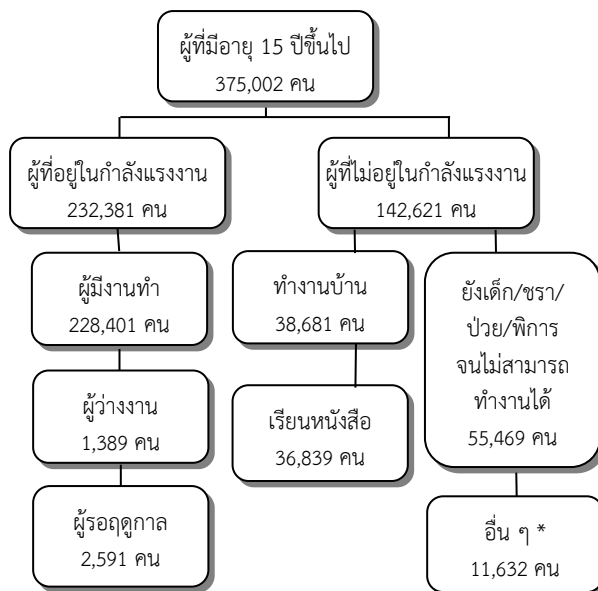 ผู้ที่มีอายุ 15 ปีขึ้นไป
375,002 คน
ผู้ที่อยู่ในกำลังแรงงาน
232,381 คน
ผู้ที่ไม่อยู่ในกำลังแรงงาน
142,621 คน
ผู้มีงานทำ
228,401 คน
ผู้ว่างงาน
1,389 คน
ผู้รอฤดูกาล
2,591 คน
ทำงานบ้าน
38,681 คน
เรียนหนังสือ
36,839 คน
ยังเด็ก/ชรา/
ป่วย/พิการ
จนไม่สามารถ
ทำงานได้
55,469 คน
อื่น ๆ *
11,632 คน